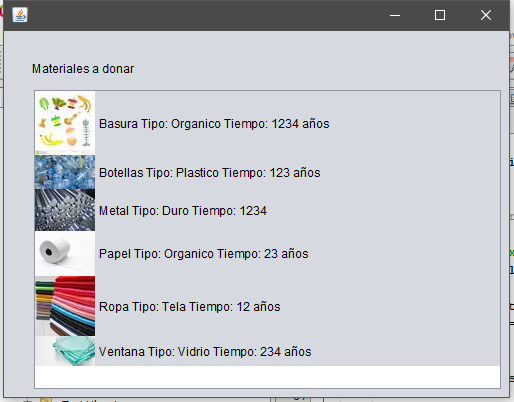 Materiales a donar
Basura Tipo: Organico Tiempo: 1234 años
Botellas Tipo: Plastico Tiempo: 123 años
Metal Tipo: Duro Tiempo: 1234
Papel Tipo: Organico Tiempo: 23 años
Ropa Tipo: Tela Tiempo: 12 años
Ventana Tipo: Vidrio Tiempo: 234 años